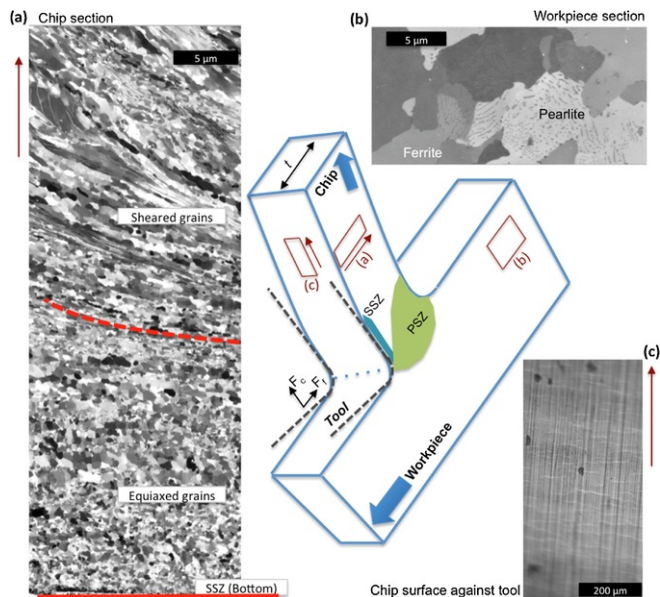 (a) Chip section
5 µm
Sheared grains
Equiaxed grains
SSZ (Bottom)
(b) Workpiece section
5 µm
Pearlite
Ferrite
t
Chip
(c)
(a)
(b)
SSZ
PSZ
Fc
Ff
Tool
Workpiece
(c)
200 µm
Chip surface against tool